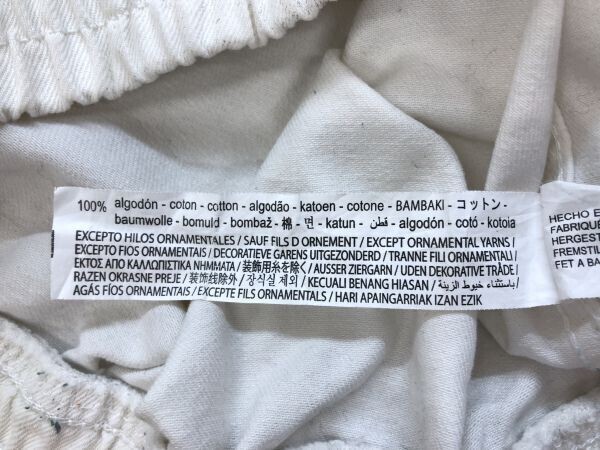 100% algodón - coton - cotton - algodão - katoen - cotone - BAMBAKI - コットン -
baumwolle - bomuld - bombaž - 棉 - 면 - katun - قطن - algodón - cotó - kotoia
EXCEPTO HILOS ORNAMENTALES / SAUF FILS D´ORNEMENT / EXCEPT ORNAMENTAL YARNS /
EXCEPTO FIOS ORNAMENTAIS / DECORATIEVE GARENS UITGEZONDERD / TRANNE FILI ORNAMENTALI /
ΕΚΤΟΣ ΑΠΟ ΚΑΛΛΩΠΙΣΤΙΚΑ ΝΗΜΜΑΤΑ / 装飾用糸を除く / AUSSER ZIERGARN / UDEN DEKORATIVE TRÅDE /
RAZEN OKRASNE PREJE / 装饰线除外 / 장식실 제외 / KECUALI BENANG HIASAN / باستثناء خيوط الزينة /
AGÁS FÍOS ORNAMENTAIS / EXCEPTE FILS ORNAMENTALS / HARI APAINGARRIAK IZAN EZIK
HECHO E
FABRIQUÉ
HERGEST
FREMSTIL
FET A BA